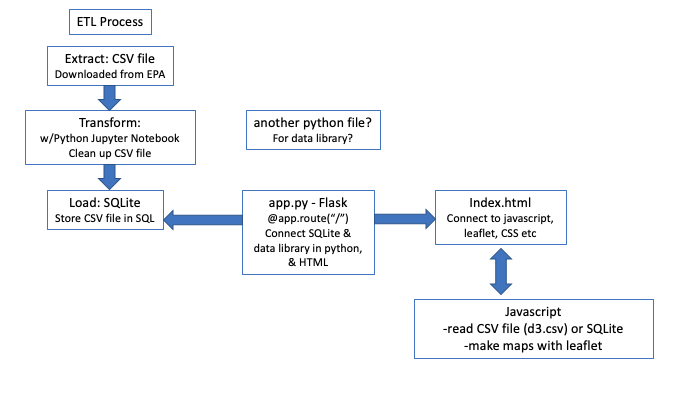 ETL Process
Extract: CSV file
Downloaded from EPA
Transform:
w/Python Jupyter Notebook
Clean up CSV file
another python file?
For data library?
Load: SQLite
Store CSV file in SQL
app.py - Flask
@app.route(“/”)
Connect SQLite &
data library in python,
& HTML
Index.html
Connect to javascript,
leaflet, CSS etc
Javascript
-read CSV file (d3.csv) or SQLite
-make maps with leaflet